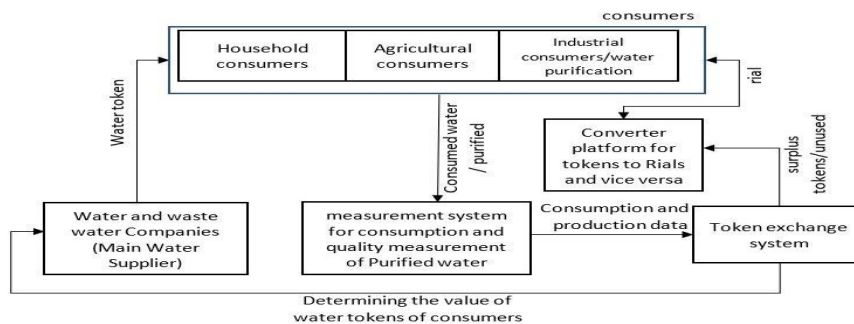 consumers
Household
consumers
Agricultural
consumers
Industrial
consumers/water
purification
Water token
Consumed water
/ purified
rial
Converter
platform for
tokens to Rials
and vice versa
surplus
tokens/unused
Water and waste
water Companies
(Main Water
Supplier)
measurement system
for consumption and
quality measurement
of Purified water
Consumption and
production data
Token exchange
system
Determining the value of
water tokens of consumers